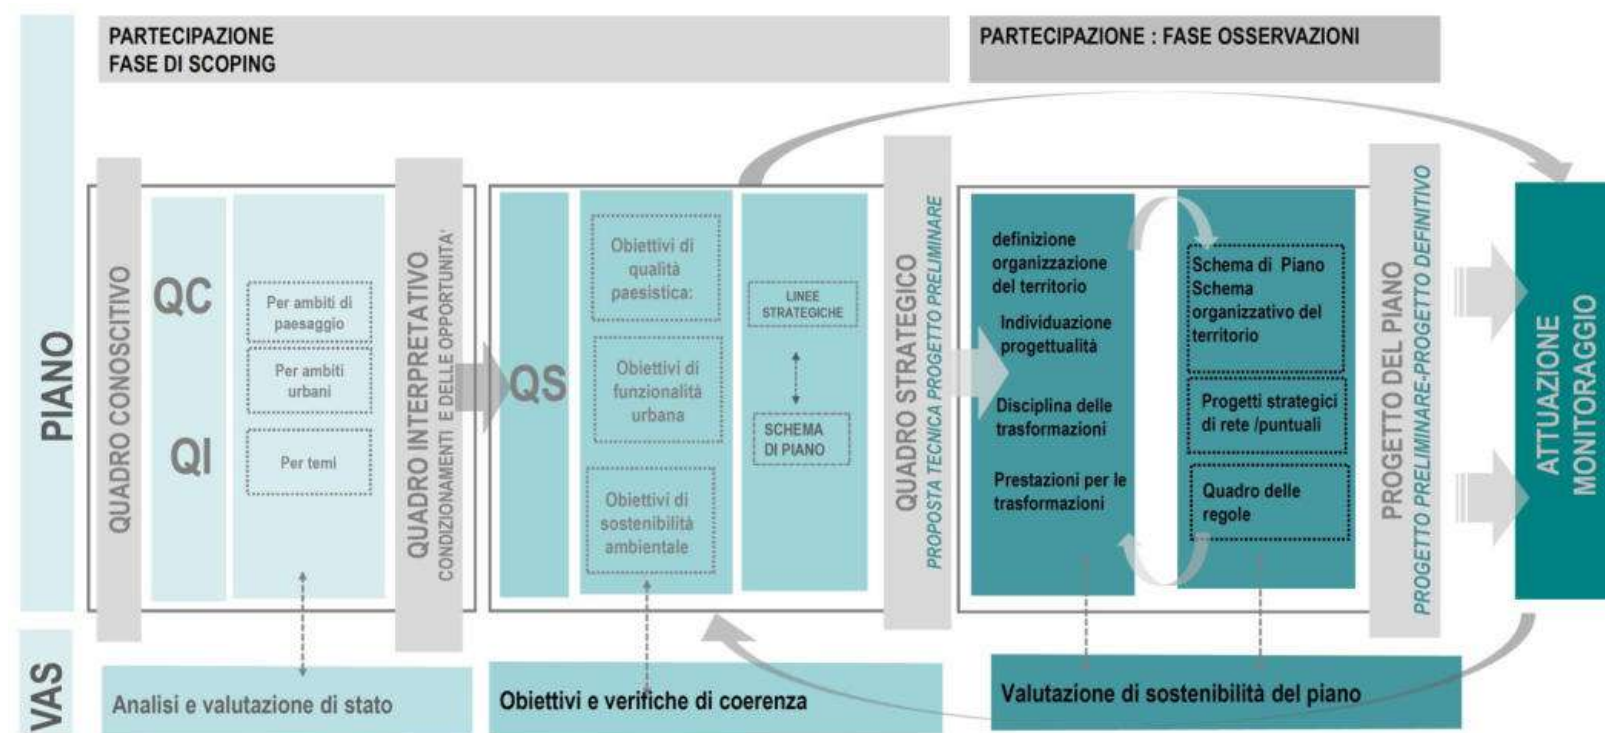 PARTECIPAZIONE
FASE DI SCOPING
PARTECIPAZIONE : FASE OSSERVAZIONI
PIANO
QUADRO CONOSCITIVO
QC
QI
Per ambiti di
paesaggio
Per ambiti
urbani
Per temi
QUADRO INTERPRETATIVO
CONDIZIONAMENTI E DELLE OPPORTUNITA'
QS
Obiettivi di
qualità
paesistica:
Obiettivi di
funzionalità
urbana
Obiettivi di
sostenibilità
ambientale
LINEE
STRATEGICHE
SCHEMA
DI PIANO
QUADRO STRATEGICO
PROPOSTA TECNICA PROGETTO PRELIMINARE
definizione
organizzazione
del territorio
Individuazione
progettualità
Disciplina delle
trasformazioni
Prestazioni per le
trasformazioni
Schema di Piano
Schema
organizzativo del
territorio
Progetti strategici
di rete /puntuali
Quadro delle
regole
PROGETTO DEL PIANO
PROGETTO PRELIMINARE-PROGETTO DEFINITIVO
ATTUAZIONE
MONITORAGGIO
VAS
Analisi e valutazione di stato
Obiettivi e verifiche di coerenza
Valutazione di sostenibilità del piano